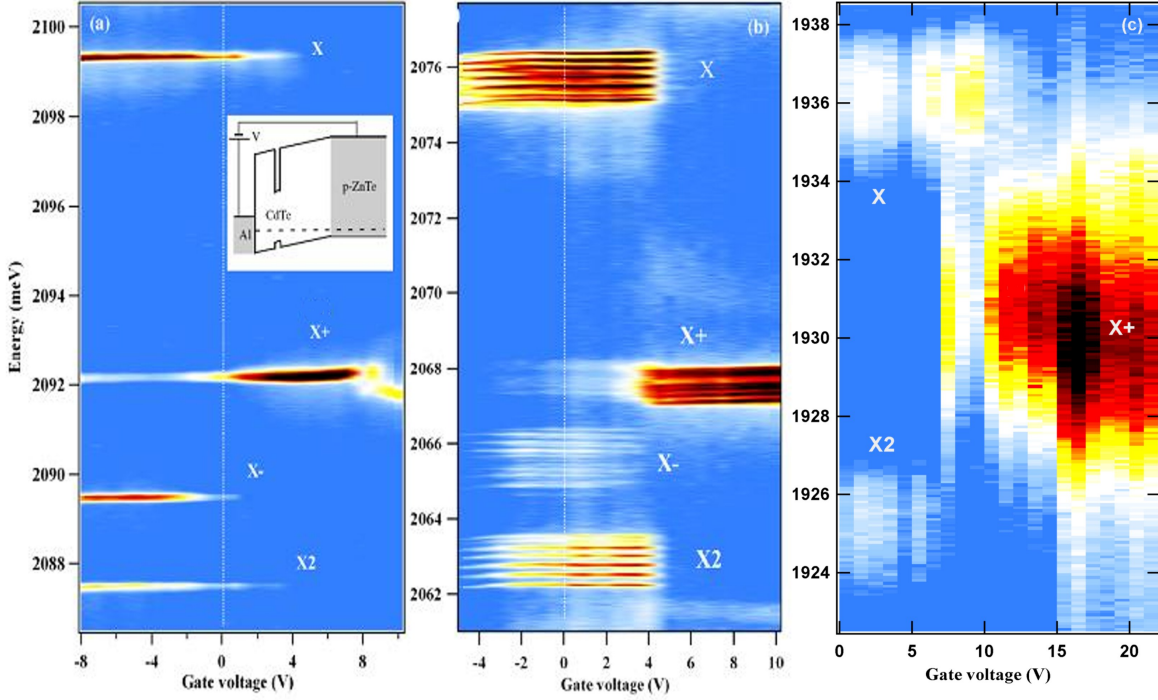 (a)
2100
2098
2096
2094
2092
2090
2088
Energy (meV)
X
X+
X-
X2
V
p-ZnTe
CdTe
Al
-8
-4
0
4
8
Gate voltage (V)
(b)
2076
2074
2072
2070
2068
2066
2064
2062
X
X+
X-
X2
-4
-2
0
2
4
6
8
10
Gate voltage (V)
(c)
1938
1936
1934
1932
1930
1928
1926
1924
X
X+
X2
0
5
10
15
20
Gate voltage (V)